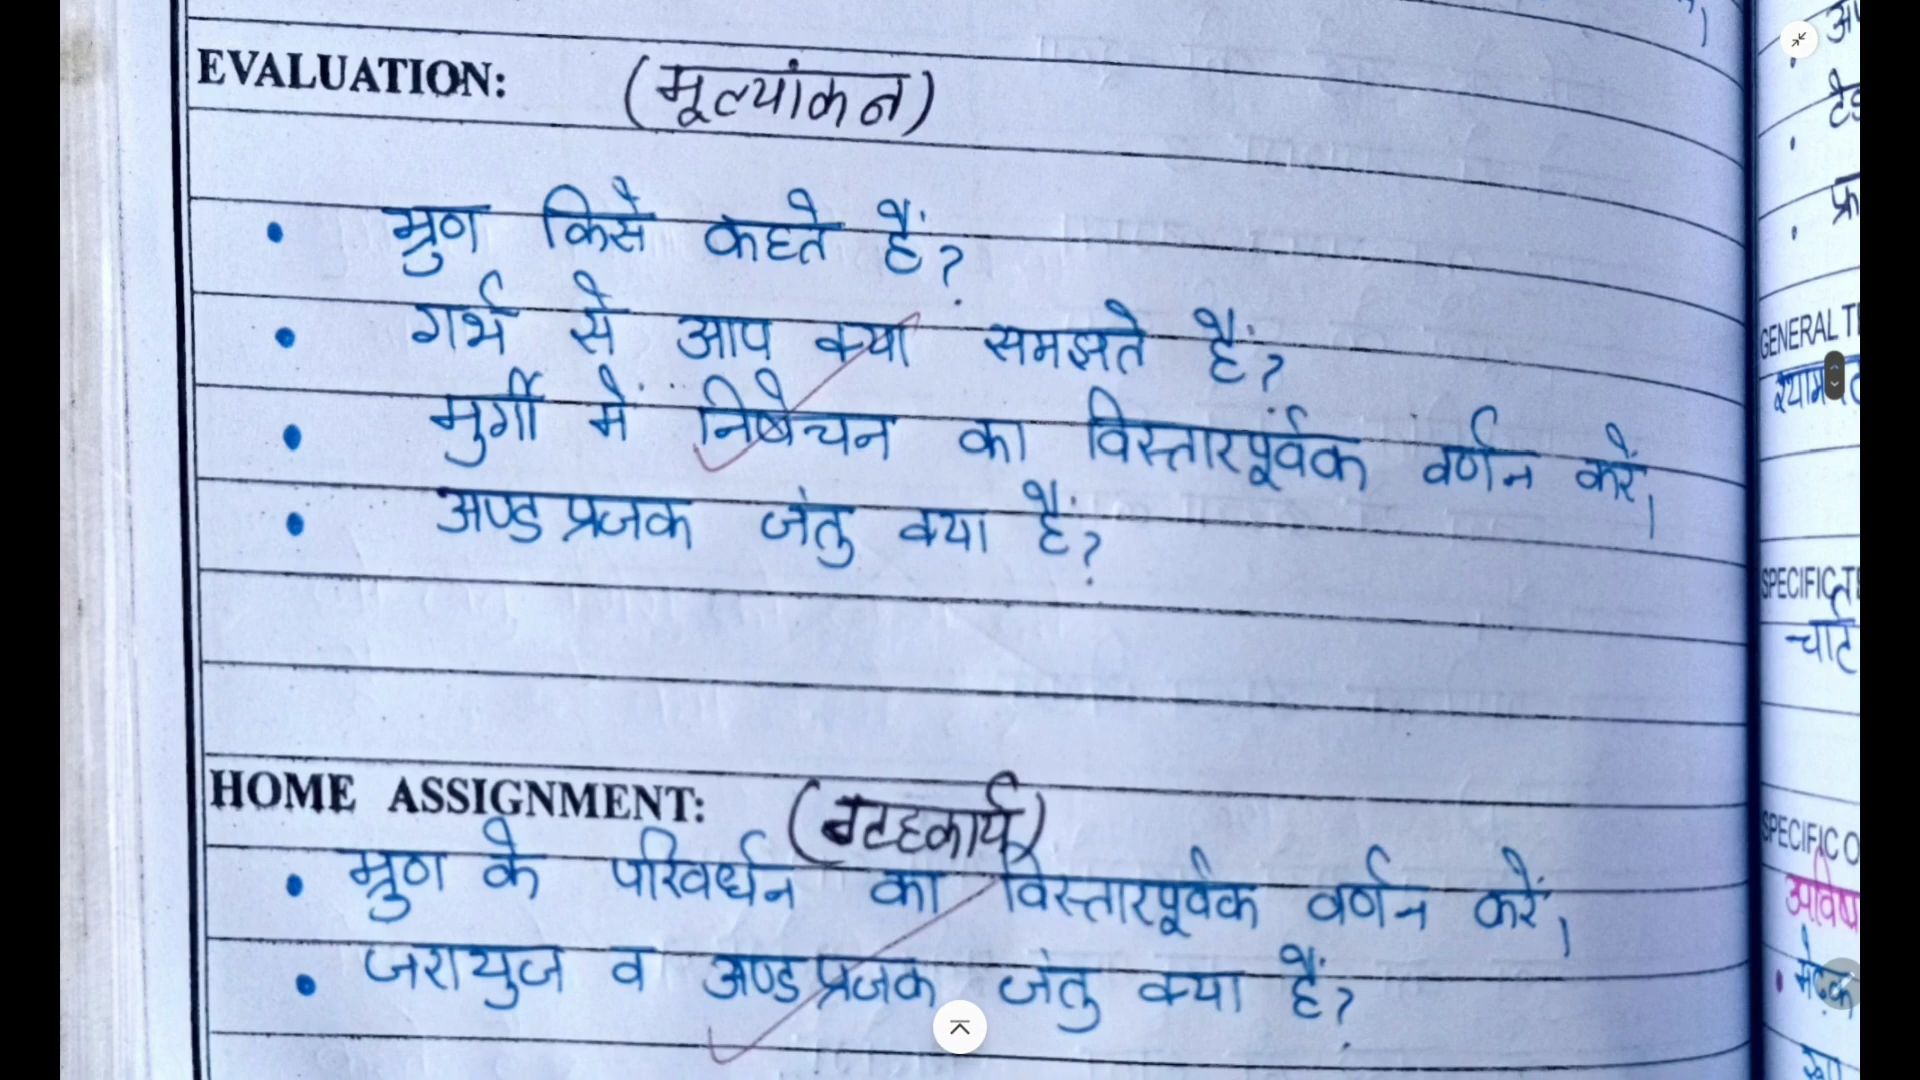 EVALUATION: (मूल्यांकन)
• भ्रुण किसे कहते हैं?
• गर्भ से आप क्या समझते हैं?
• मुर्गी में निषेचन का विस्तारपूर्वक वर्णन करें।
• अण्डप्रजक जंतु क्या हैं?
HOME ASSIGNMENT:
• भ्रुण के परिवर्धन का विस्तारपूर्वक वर्णन करें।
• जरायुज व अण्डप्रजक जंतु क्या हैं?
GENERAL
SPECIFIC
SPECIFIC